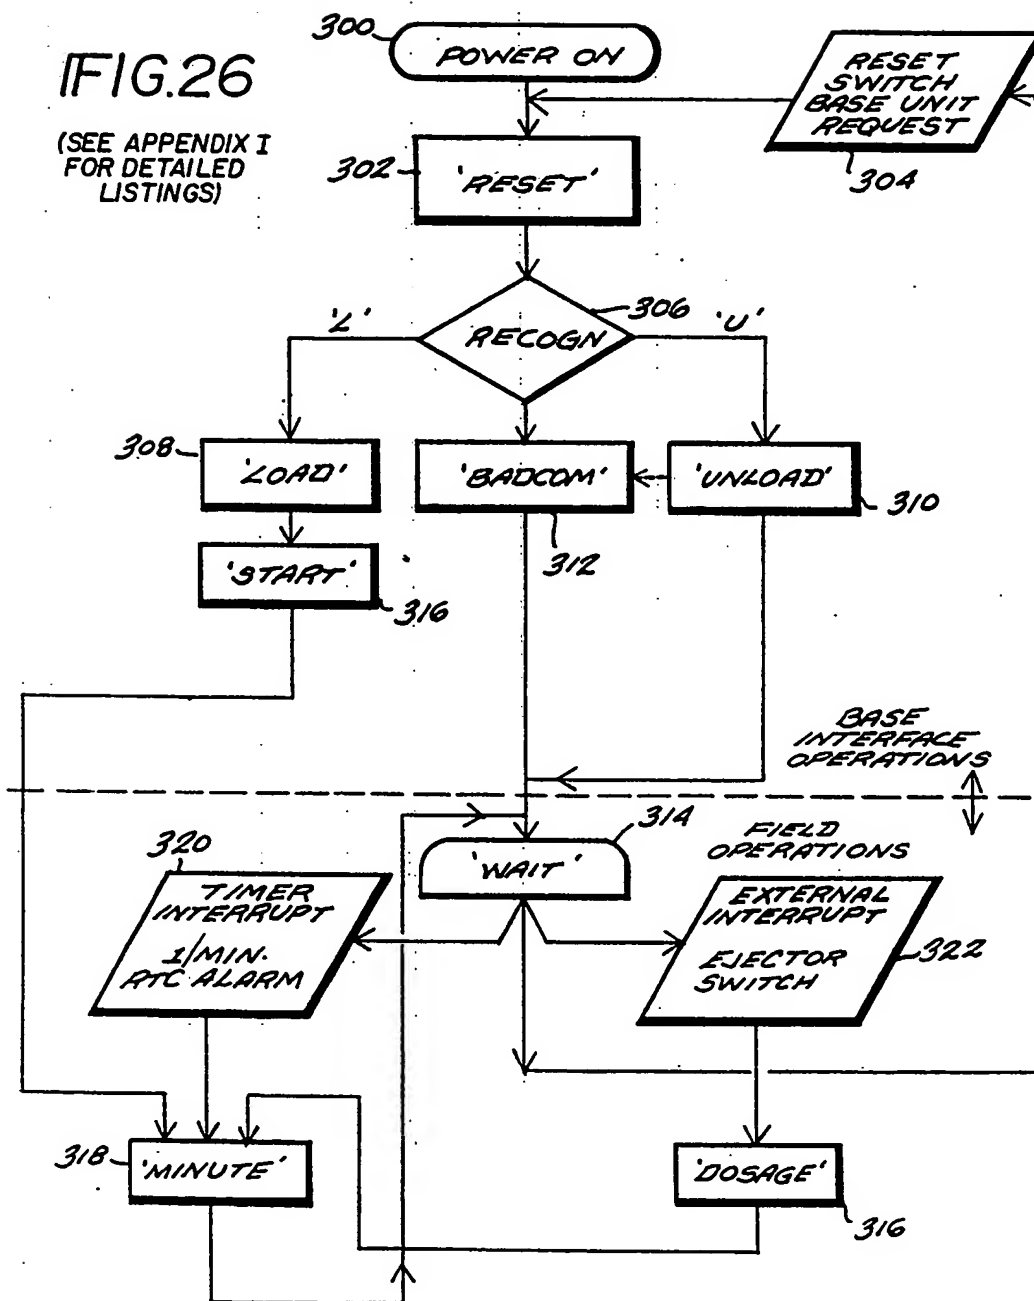 FIG.26
(SEE APPENDIX I
FOR DETAILED
LISTINGS)
300
POWER ON
RESET
SWITCH
BASE UNIT
REQUEST
304
302
'RESET'
306
RECOGN
'L'
'U'
308
'LOAD'
'BADCOM'
'UNLOAD'
310
312
'START'
316
BASE
INTERFACE
OPERATIONS
314
'WAIT'
FIELD
OPERATIONS
320
TIMER
INTERRUPT
1/MIN.
RTC ALARM
EXTERNAL
INTERRUPT
EJECTOR
SWITCH
322
318
'MINUTE'
'DOSAGE'
316